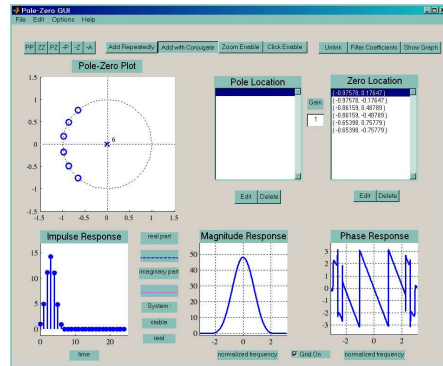 Pole-Zero GUI
File Edit Options Help
PP ZZ PZ -P -Z -A Add Repeatedly Add with Conjugate Zoom Enable Click Enable Unlink Filter Coefficients Show Graph
Pole-Zero Plot
1.5
1
0.5
0
-0.5
-1
-1.5
-1.5 -1 -0.5 0 0.5 1 1.5
6
Pole Location
Edit Delete
Gain
1
Zero Location
( -0.97578, 0.17647 )
( -0.97578, -0.17647 )
( -0.86159, 0.48789 )
( -0.86159, -0.48789 )
( -0.65398, 0.75779 )
( -0.65398, -0.75779 )
Edit Delete
Impulse Response
15
10
5
0
0 10 20
time
real part
imaginary part
System
stable
real
Magnitude Response
50
40
30
20
10
0
-2 0 2
normalized frequency
Grid On
Phase Response
3
2
1
0
-1
-2
-3
-2 0 2
normalized frequency